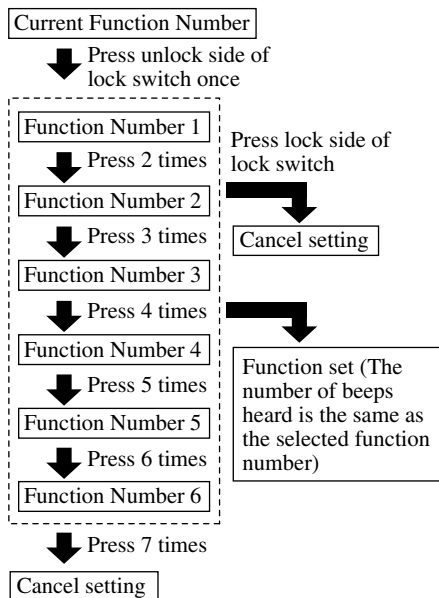 Current Function Number
Press unlock side of
lock switch once
Function Number 1
Press 2 times
Function Number 2
Press 3 times
Function Number 3
Press 4 times
Function Number 4
Press 5 times
Function Number 5
Press 6 times
Function Number 6
Press 7 times
Cancel setting
Press lock side of
lock switch
Cancel setting
Function set (The
number of beeps
heard is the same as
the selected function
number)